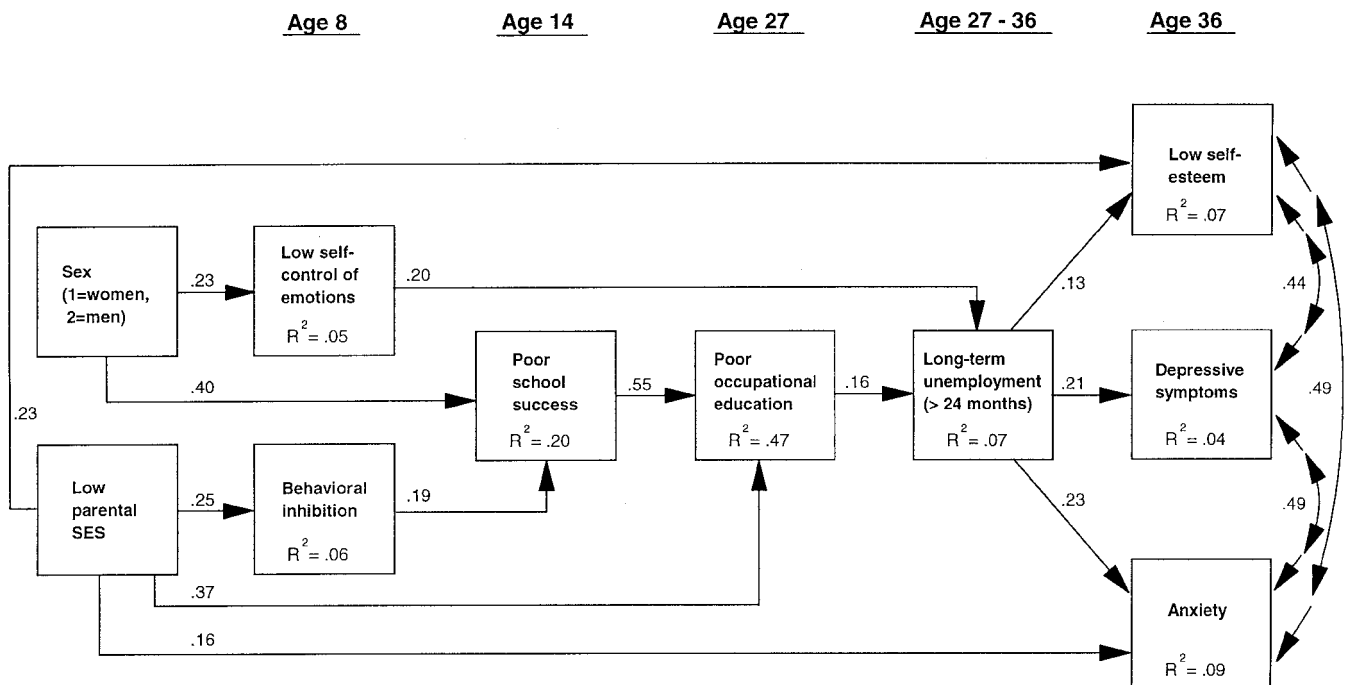 Age 8 Age 14 Age 27 Age 27 - 36 Age 36
Low self-
esteem
R² = .07
Sex
(1=women,
2=men)
.23
Low self-
control of
emotions
R² = .05
.20
.13
.44
.40
Poor
school
success
R² = .20
.55
Poor
occupational
education
R² = .47
.16
Long-term
unemployment
(> 24 months)
R² = .07
.21
Depressive
symptoms
R² = .04
.49
.23
Low
parental
SES
.25
Behavioral
inhibition
R² = .06
.19
.23
.49
.37
.16
Anxiety
R² = .09